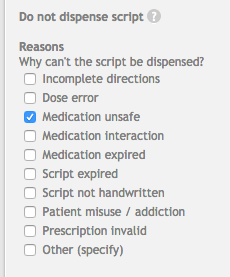 Do not dispense script ?
Reasons
Why can't the script be dispensed?
Incomplete directions
Dose error
Medication unsafe
Medication interaction
Medication expired
Script expired
Script not handwritten
Patient misuse / addiction
Prescription invalid
Other (specify)